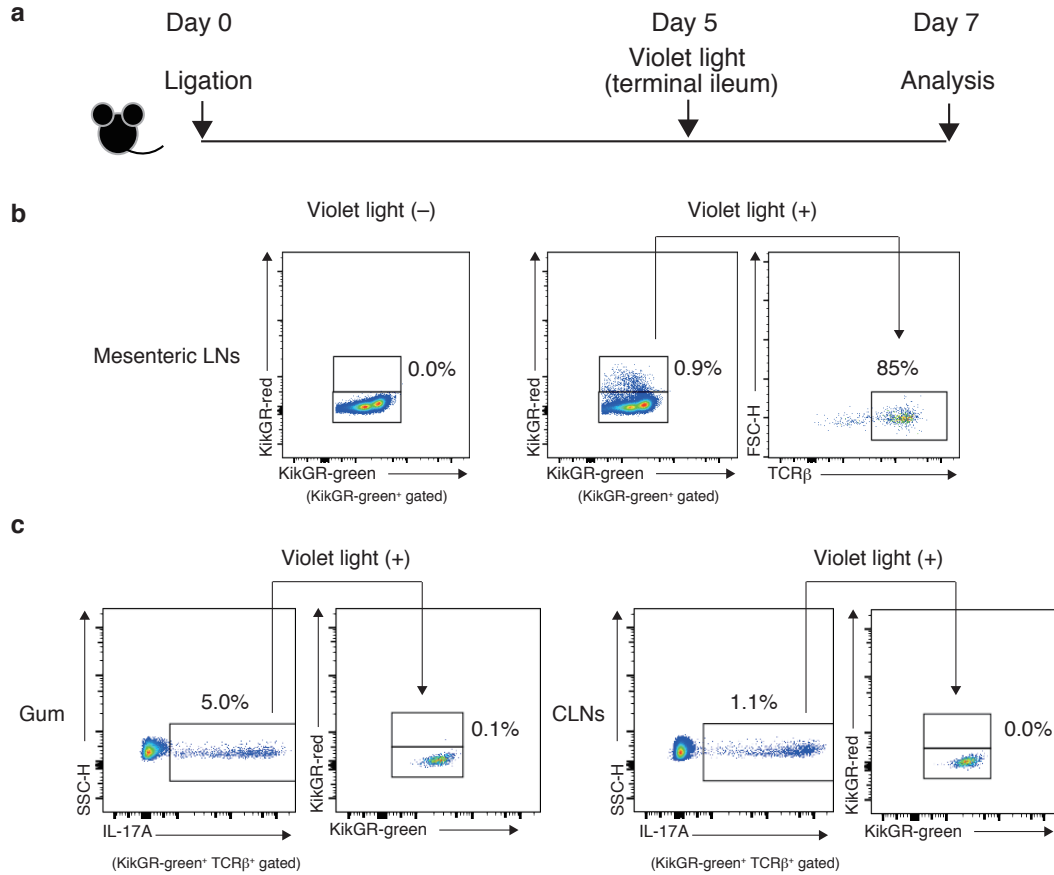 a
Day 0
Day 5
Day 7
Ligation
Violet light
(terminal ileum)
Analysis
b
Violet light (–)
Violet light (+)
Mesenteric LNs
KikGR-red
0.0%
KikGR-green
(KikGR-green⁺ gated)
KikGR-red
0.9%
KikGR-green
(KikGR-green⁺ gated)
FSC-H
85%
TCRβ
c
Violet light (+)
Violet light (+)
Gum
SSC-H
5.0%
IL-17A
(KikGR-green⁺ TCRβ⁺ gated)
KikGR-red
0.1%
KikGR-green
CLNs
SSC-H
1.1%
IL-17A
(KikGR-green⁺ TCRβ⁺ gated)
KikGR-red
0.0%
KikGR-green